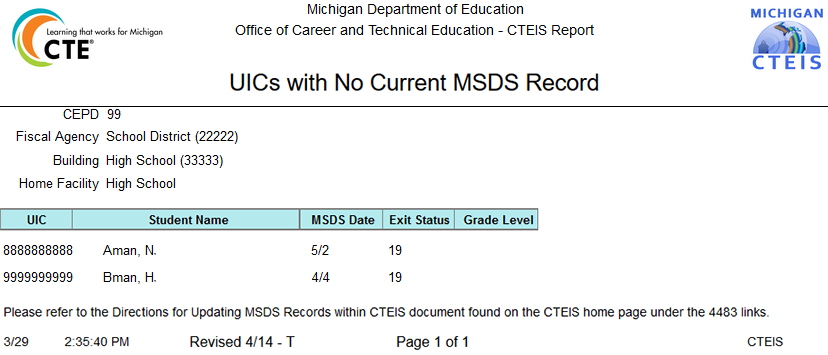 Michigan Department of Education
Office of Career and Technical Education - CTEIS Report
Learning that works for Michigan
CTE®
MICHIGAN
CTEIS
UICs with No Current MSDS Record
CEPD 99
Fiscal Agency School District (22222)
Building High School (33333)
Home Facility High School
UIC Student Name MSDS Date Exit Status Grade Level
8888888888 Aman, N. 5/2 19
9999999999 Bman, H. 4/4 19
Please refer to the Directions for Updating MSDS Records within CTEIS document found on the CTEIS home page under the 4483 links.
3/29 2:35:40 PM Revised 4/14 - T Page 1 of 1 CTEIS